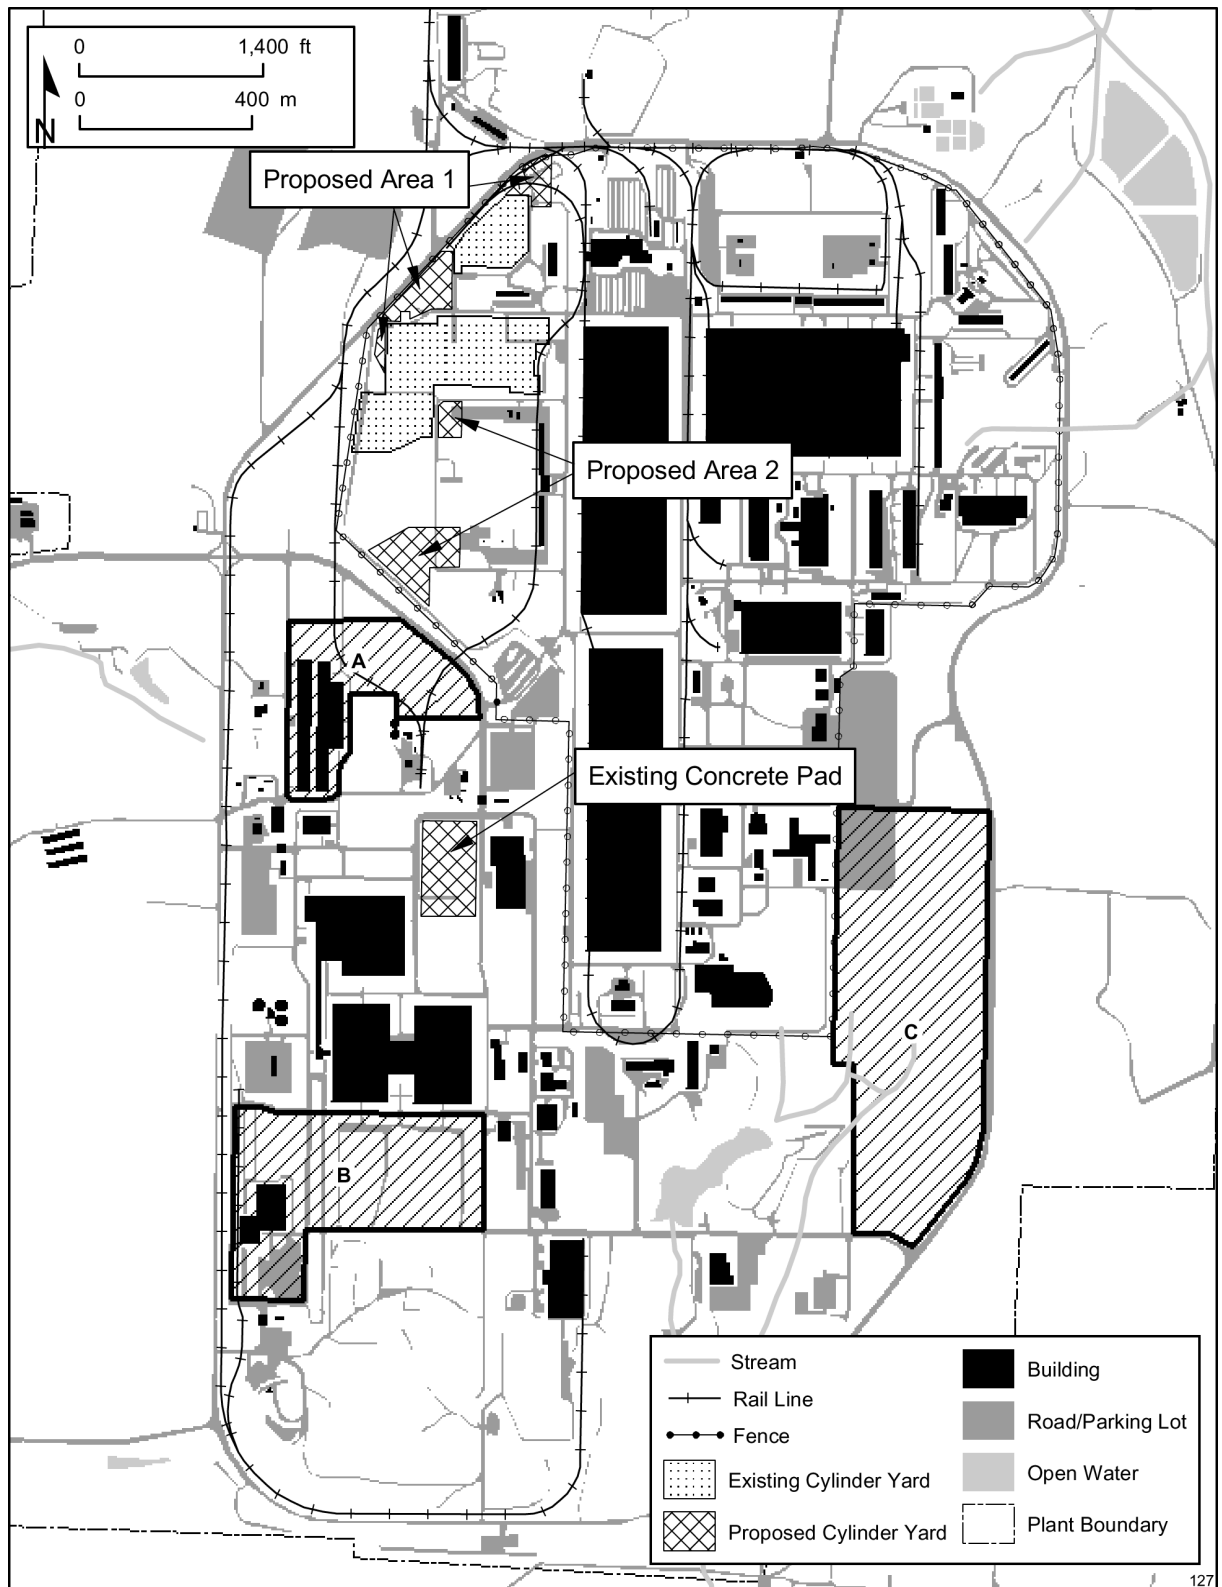 0 1,400 ft
0 400 m
N
Proposed Area 1
Proposed Area 2
A
Existing Concrete Pad
C
B
Stream
Rail Line
Fence
Existing Cylinder Yard
Proposed Cylinder Yard
Building
Road/Parking Lot
Open Water
Plant Boundary
127